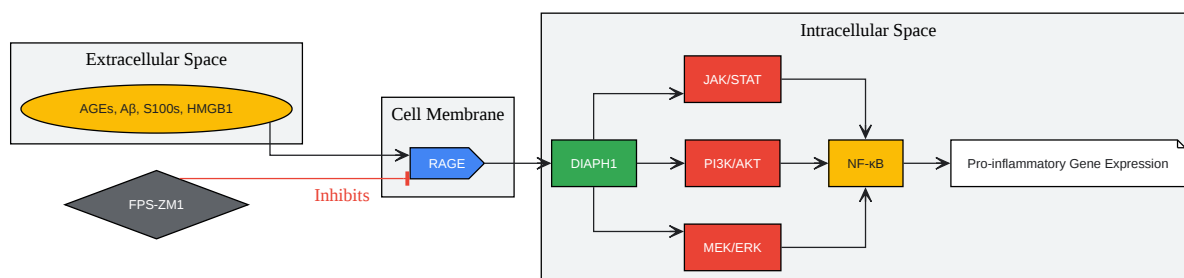 Extracellular Space
AGEs, Aβ, S100s, HMGB1
FPS-ZM1
Inhibits
Cell Membrane
RAGE
Intracellular Space
DIAPH1
JAK/STAT
PI3K/AKT
MEK/ERK
NF-κB
Pro-inflammatory Gene Expression